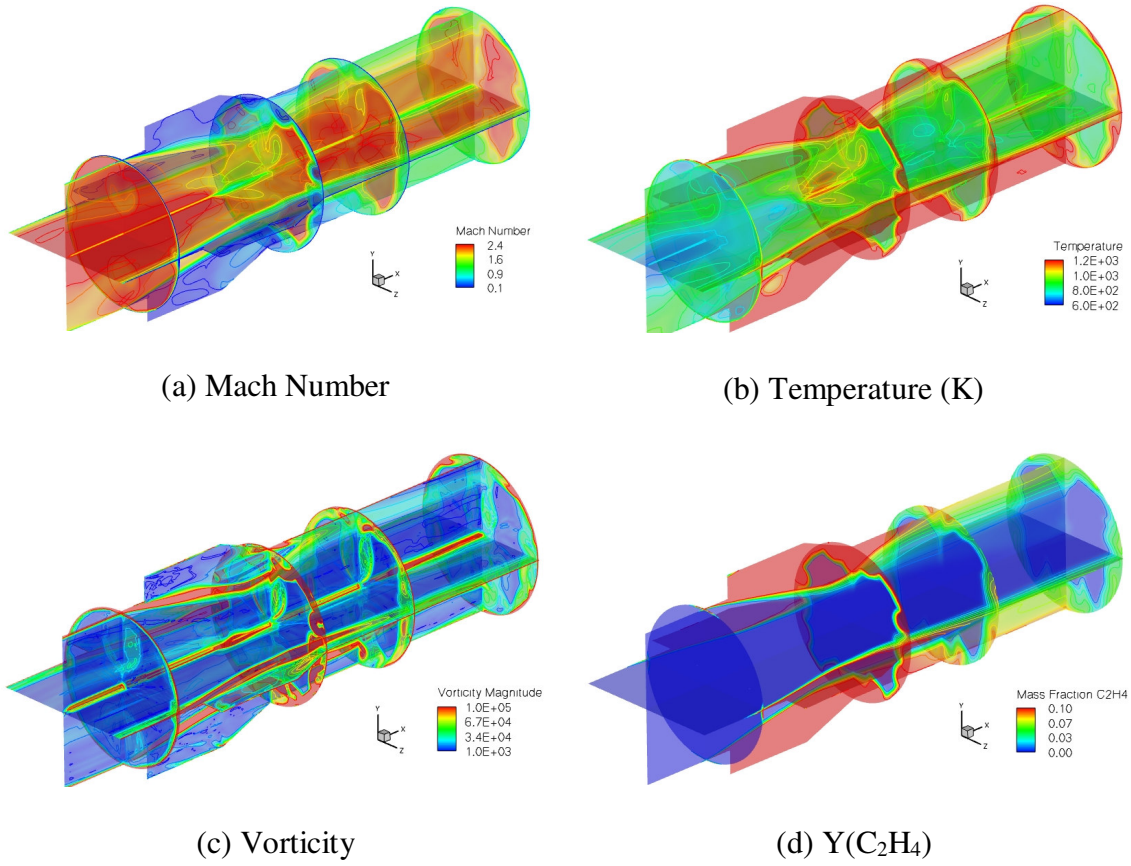 Mach Number
2.4
1.6
0.9
0.1
Y
X
Z
(a) Mach Number
Temperature
1.2E+03
1.0E+03
8.0E+02
6.0E+02
Y
X
Z
(b) Temperature (K)
Vorticity Magnitude
1.0E+05
6.7E+04
3.4E+04
1.0E+03
Y
X
Z
(c) Vorticity
Mass Fraction C2H4
0.10
0.07
0.03
0.00
Y
X
Z
(d) Y(C₂H₄)